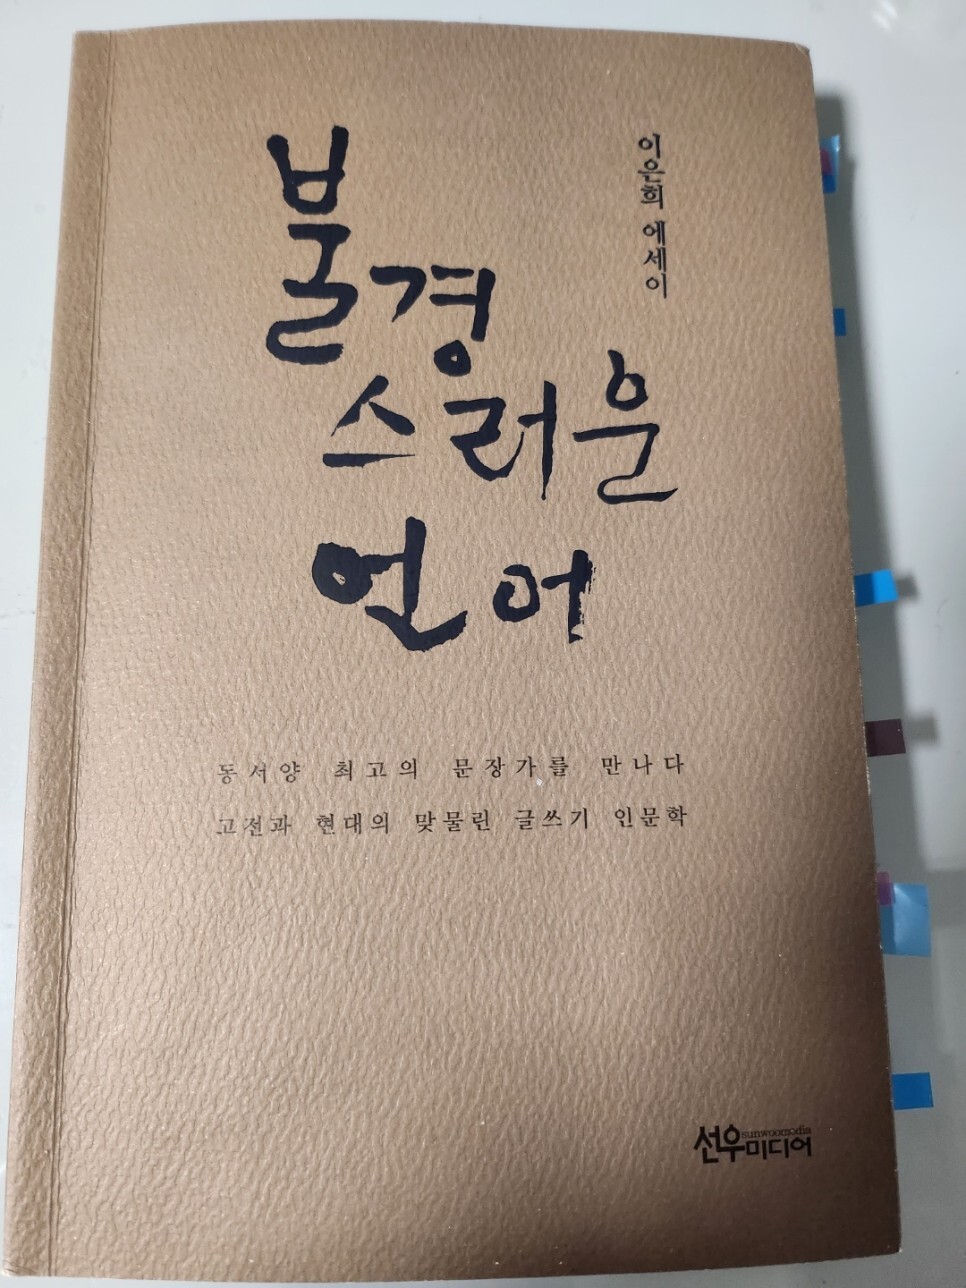 불경
스러운
언어
이은희 에세이
동서양 최고의 문장가를 만나다
고전과 현대의 맞물린 글쓰기 인문학
sunwoomedia
선우미디어